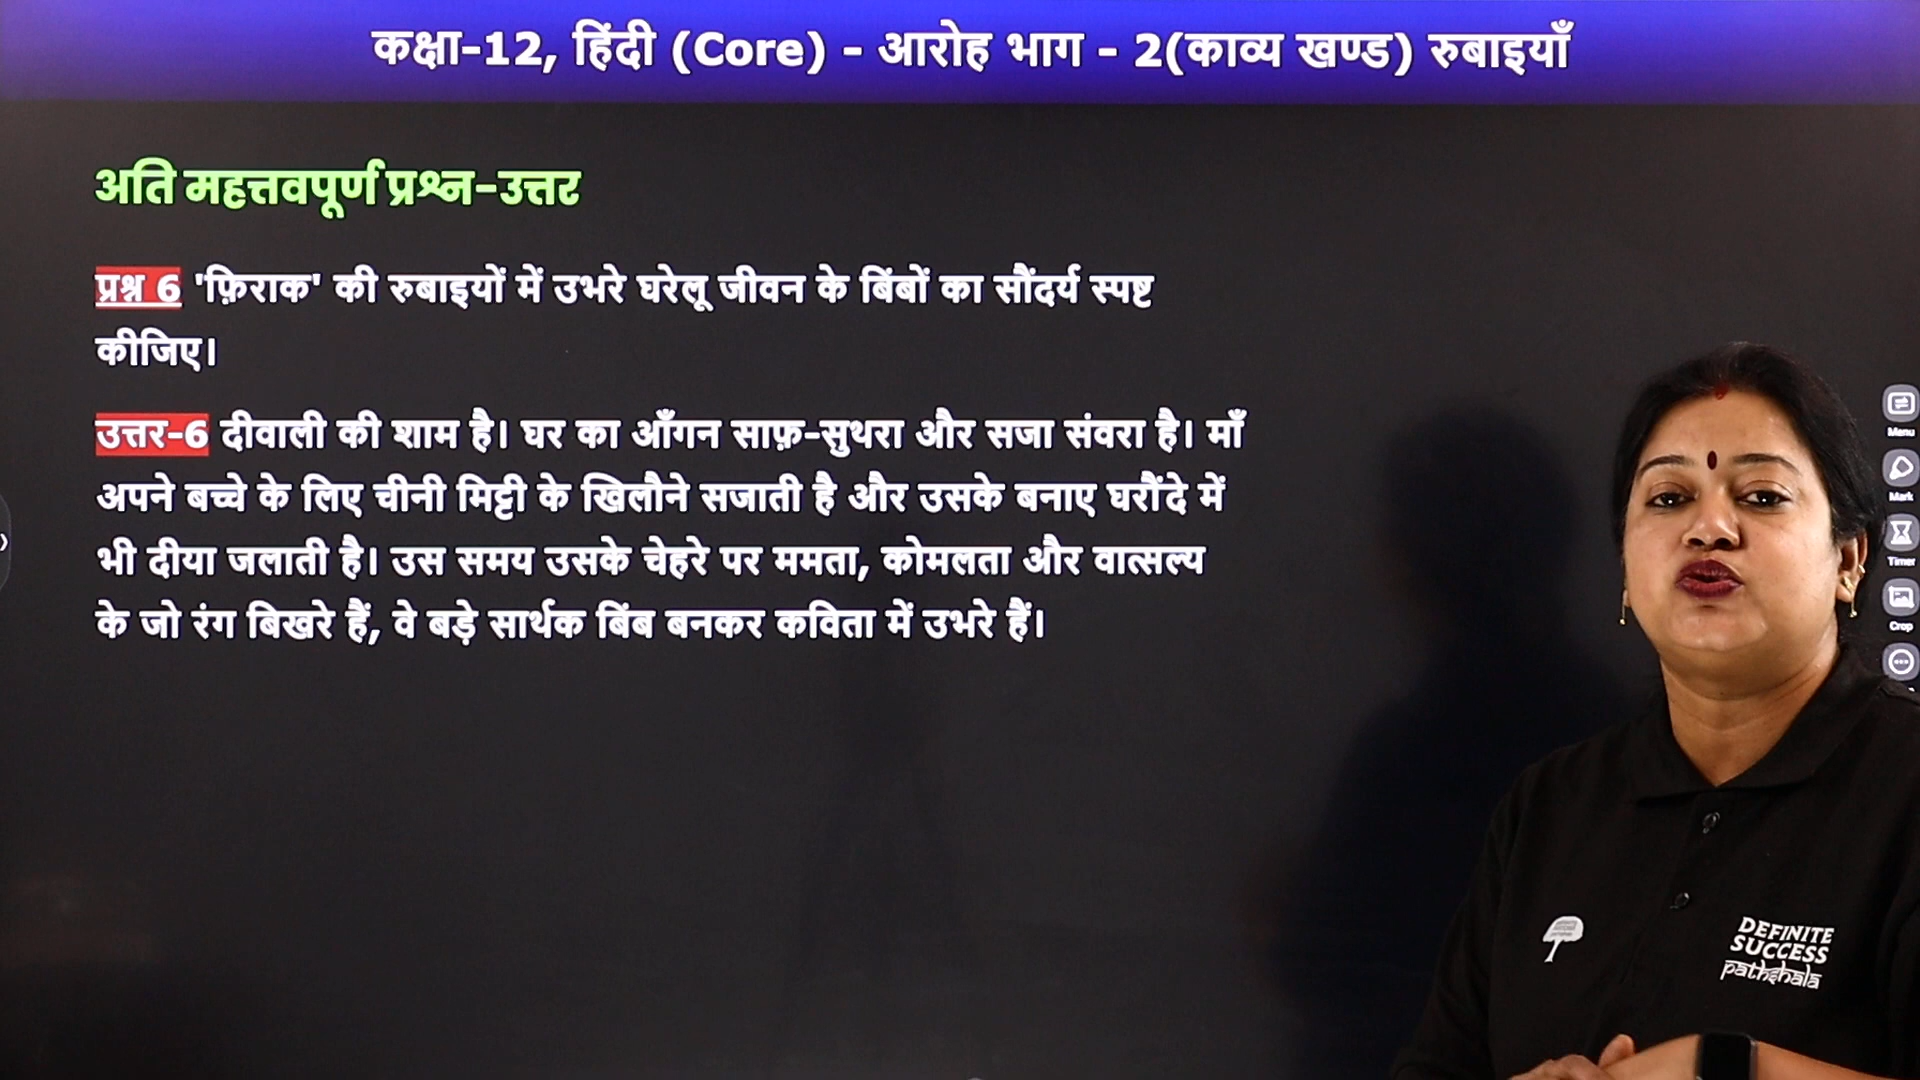 कक्षा-12, हिंदी (Core) - आरोह भाग - 2(काव्य खण्ड) रुबाइयाँ
अति महत्तवपूर्ण प्रश्न-उत्तर
प्रश्न 6 'फ़िराक' की रुबाइयों में उभरे घरेलू जीवन के बिंबों का सौंदर्य स्पष्ट
कीजिए।
उत्तर-6 दीवाली की शाम है। घर का आँगन साफ़-सुथरा और सजा संवरा है। माँ
अपने बच्चे के लिए चीनी मिट्टी के खिलौने सजाती है और उसके बनाए घरौंदे में
भी दीया जलाती है। उस समय उसके चेहरे पर ममता, कोमलता और वात्सल्य
के जो रंग बिखरे हैं, वे बड़े सार्थक बिंब बनकर कविता में उभरे हैं।
Menu
Mark
Timer
Crop
DEFINITE
SUCCESS
pathshala